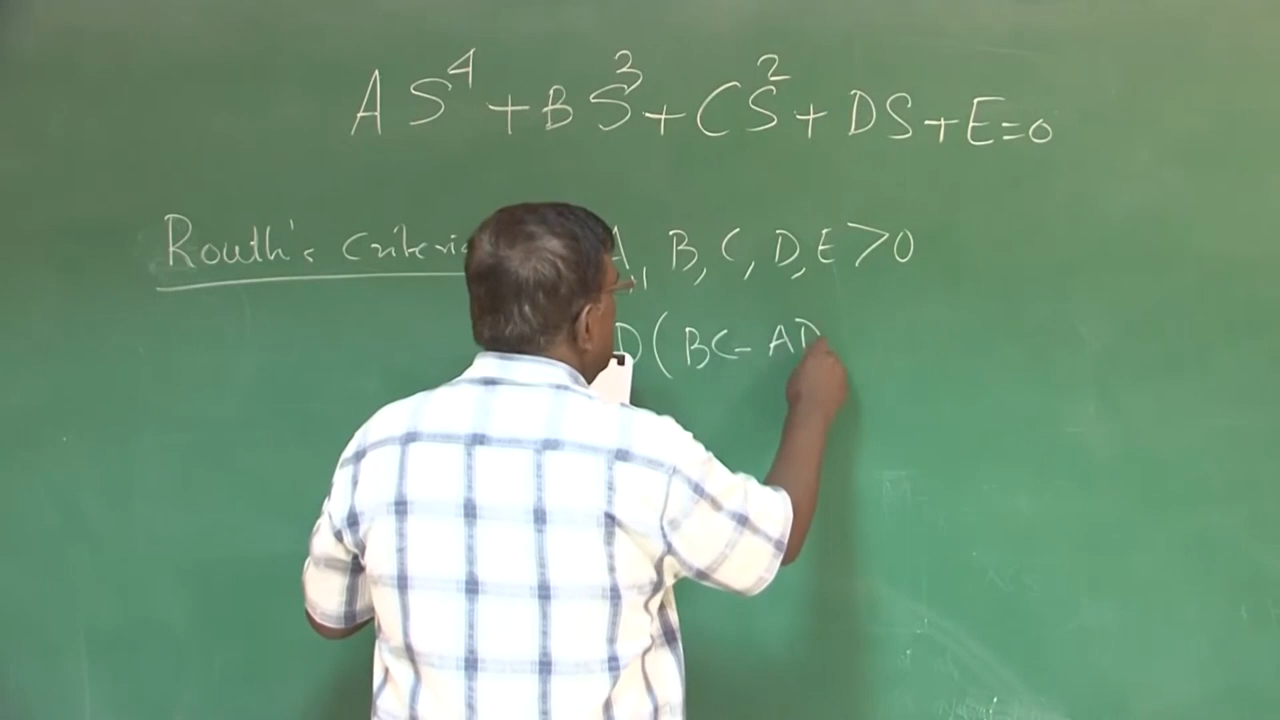 AS⁴ + BS³ + CS² + DS + E = 0
Routh's Criteria A, B, C, D, E > 0
D(BC - AD